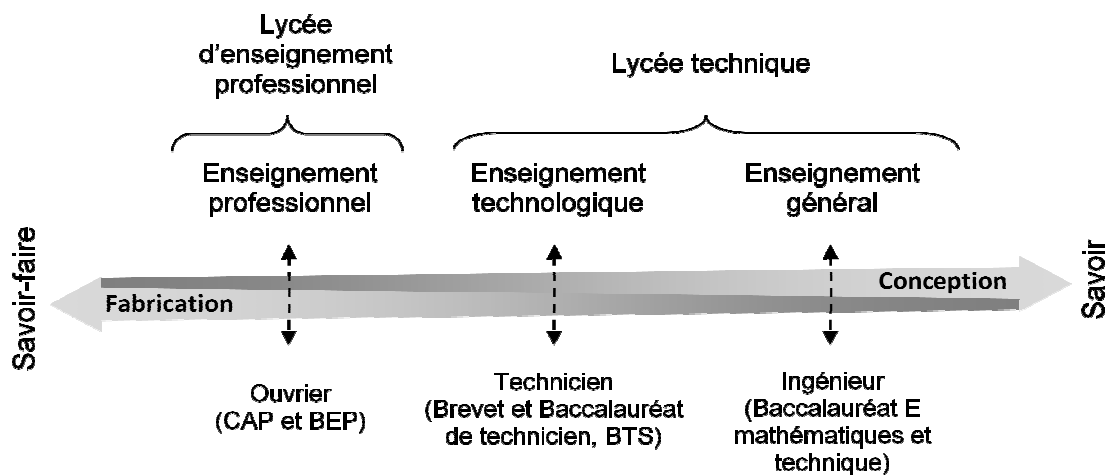 Lycée
d'enseignement
professionnel
Lycée technique
Enseignement
professionnel
Enseignement
technologique
Enseignement
général
Savoir-faire
Fabrication
Conception
Savoir
Ouvrier
(CAP et BEP)
Technicien
(Brevet et Baccalauréat
de technicien, BTS)
Ingénieur
(Baccalauréat E
mathématiques et
technique)